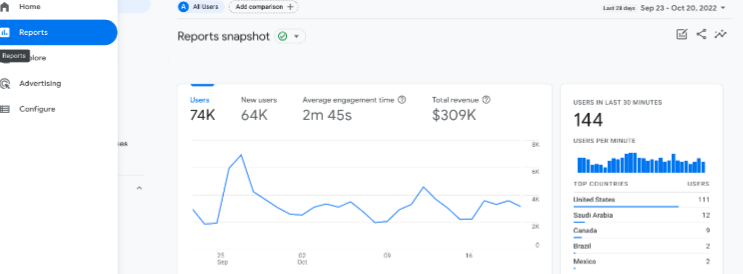 Home
Reports
Reports
plore
Advertising
Configure
A All Users
Add comparison +
Last 28 days Sep 23 - Oct 20, 2022
Reports snapshot
Users
74K
New users
64K
Average engagement time
2m 45s
Total revenue
$309K
8K
6K
4K
2K
0
25
Sep
02
Oct
09
16
USERS IN LAST 30 MINUTES
144
USERS PER MINUTE
TOP COUNTRIES USERS
United States 111
Saudi Arabia 12
Canada 9
Brazil 2
Mexico 2